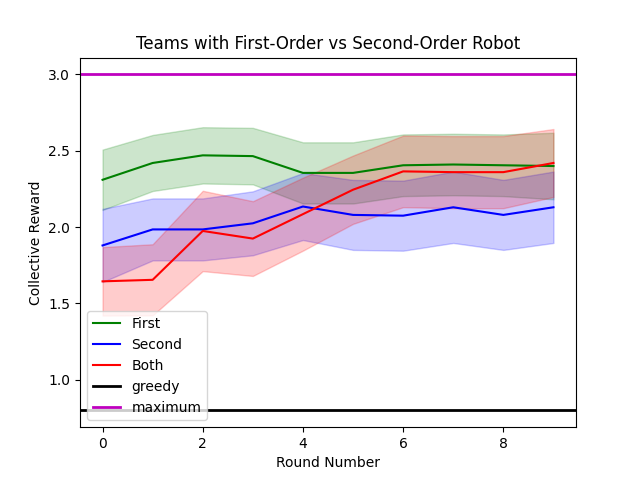 Teams with First-Order vs Second-Order Robot
3.0
2.5
2.0
1.5
1.0
Collective Reward
First
Second
Both
greedy
maximum
0 2 4 6 8
Round Number